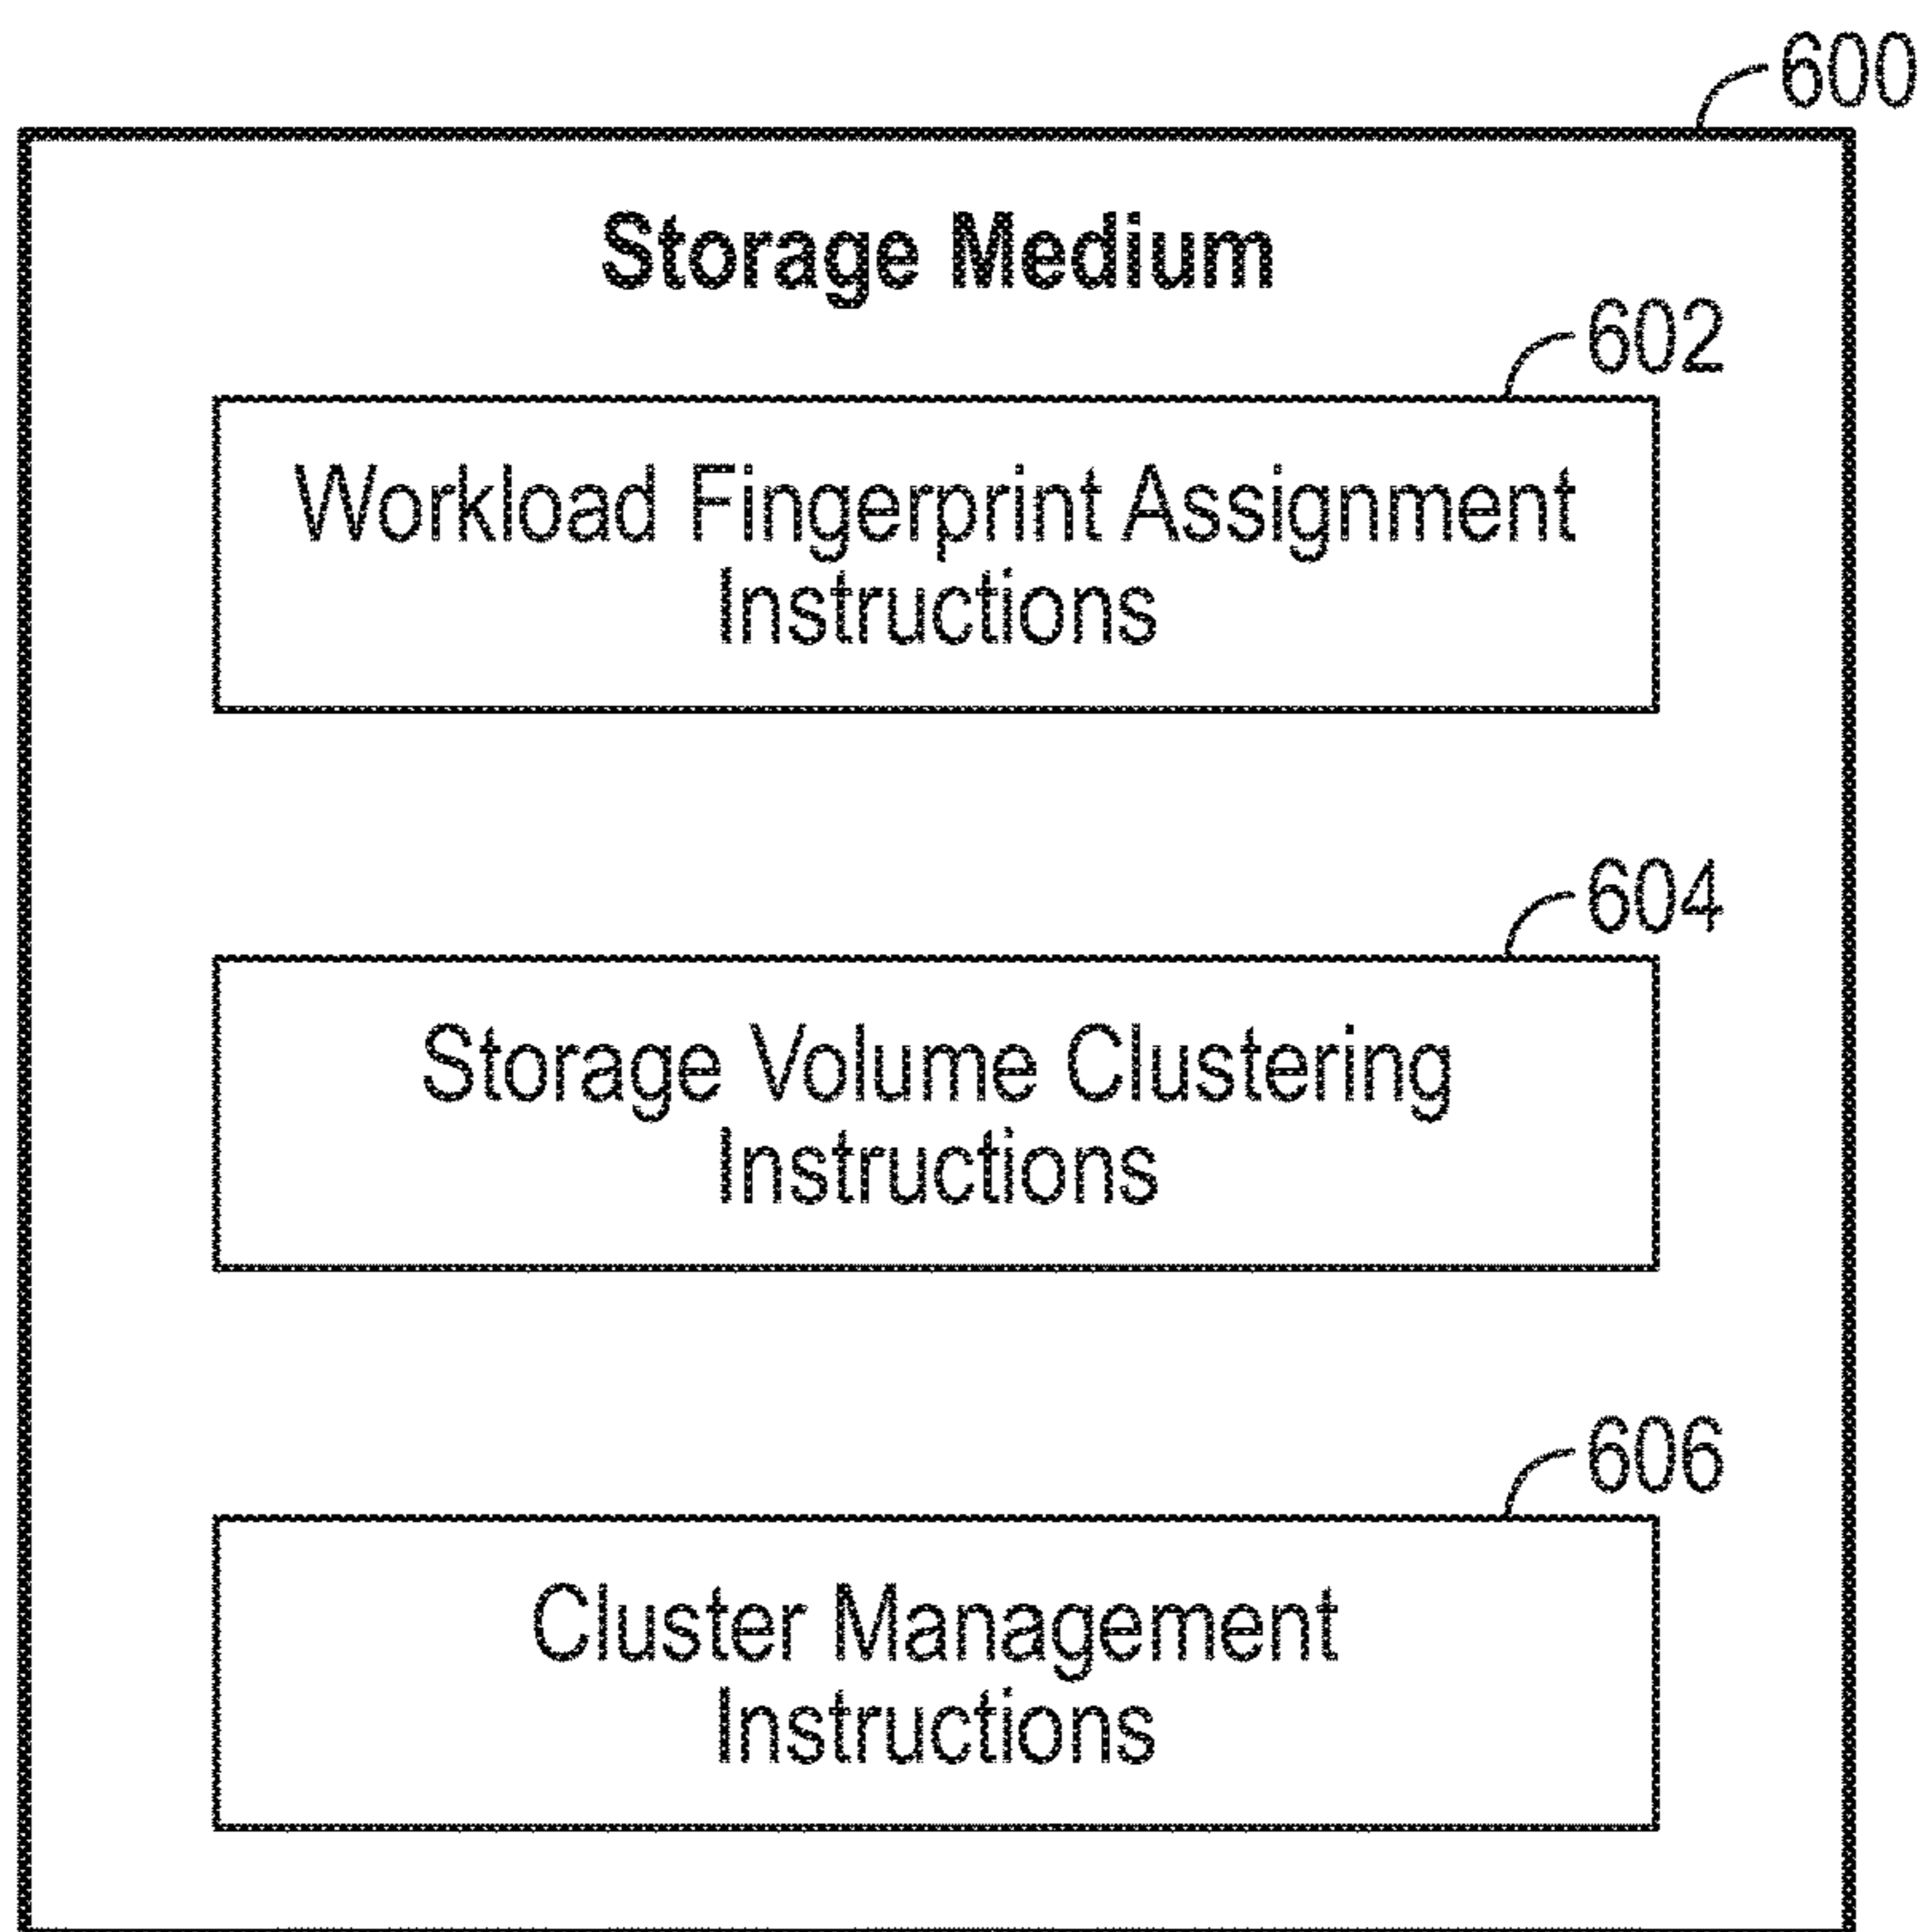 600
Storage Medium
602
Workload Fingerprint Assignment
Instructions
604
Storage Volume Clustering
Instructions
606
Cluster Management
Instructions